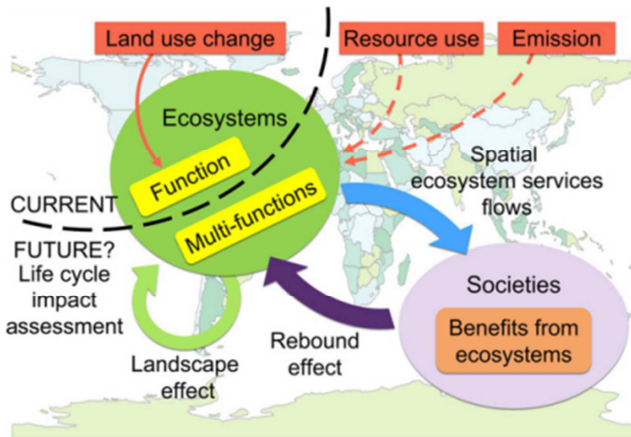 Land use change
Resource use
Emission
Ecosystems
Function
Multi-functions
CURRENT
FUTURE?
Life cycle
impact
assessment
Spatial
ecosystem services
flows
Societies
Benefits from
ecosystems
Rebound
effect
Landscape
effect